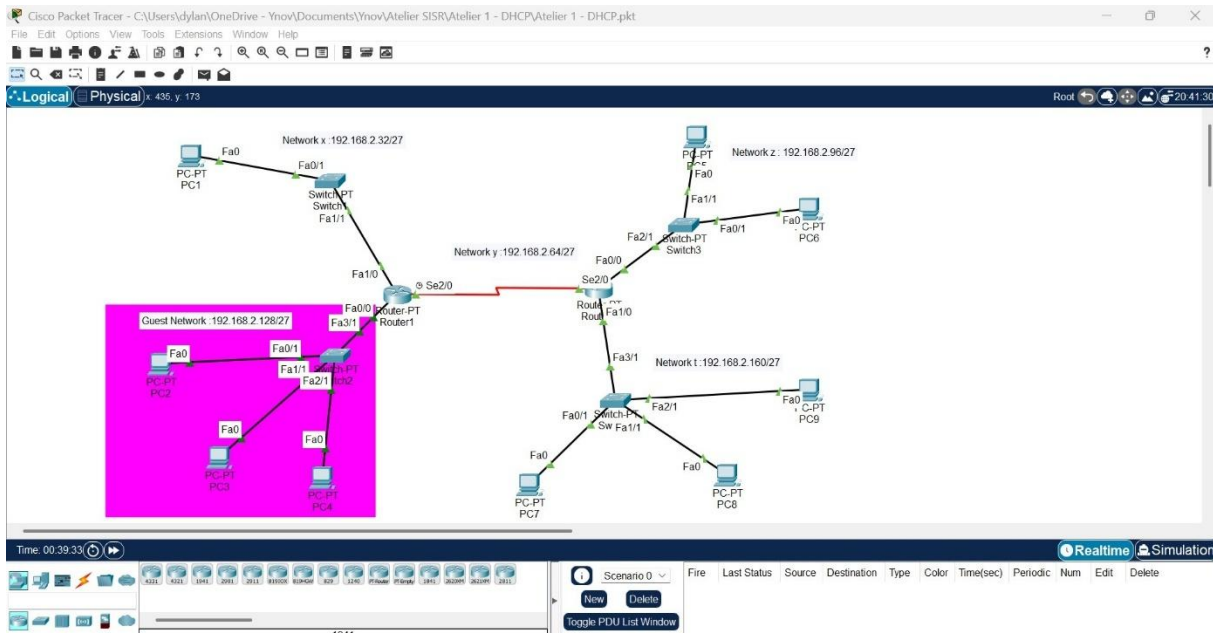 Cisco Packet Tracer - C:\Users\dylan\OneDrive - Ynov\Documents\Ynov\Atelier SISR\Atelier 1 - DHCP\Atelier 1 - DHCP.pkt
File Edit Options View Tools Extensions Window Help
?
Logical Physical x: 435, y: 173
Root 20:41:30
Network x :192.168.2.32/27
Fa0
Fa0/1
PC-PT
PC1
Switch-PT
Switch1
Fa1/1
PC-PT
Network z : 192.168.2.96/27
Fa0
Fa1/1
Fa0
C-PT
PC6
Fa0/1
Fa2/1
Switch-PT
Switch3
Network y :192.168.2.64/27
Fa0/0
Fa1/0
Se2/0
Se2/0
Fa1/0
Fa0/0
Router-PT
Router1
Fa3/1
Guest Network :192.168.2.128/27
Fa0
Fa0/1
PC-PT
PC2
Fa1/1
Fa2/1
Fa0
PC-PT
PC3
Fa0
PC-PT
PC4
Fa3/1
Network t :192.168.2.160/27
Fa0
C-PT
PC9
Fa2/1
Fa0/1
Switch-PT
Sw Fa1/1
Fa0
PC-PT
PC7
Fa0
PC-PT
PC8
Time: 00:39:33
Realtime Simulation
4331 4321 1941 2901 2911 819IOX 819HGW 829 1240 PT-Router PT-Empty 1841 2620XM 2621XM 2811
Scenario 0
New Delete
Toggle PDU List Window
Fire Last Status Source Destination Type Color Time(sec) Periodic Num Edit Delete
1941